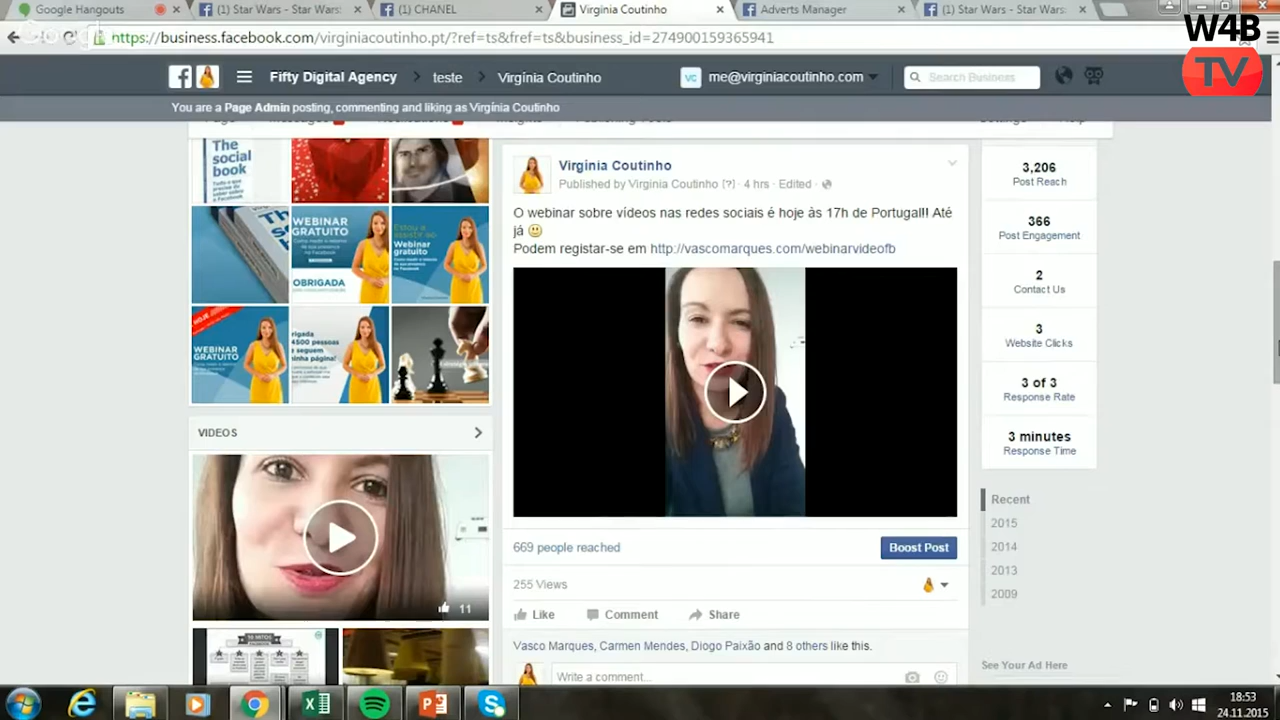 Google Hangouts
(1) Star Wars - Star Wars:
(1) CHANEL
Virginia Coutinho
Adverts Manager
(1) Star Wars - Star Wars:
https://business.facebook.com/virginiacoutinho.pt/?ref=ts&fref=ts&business_id=274900159365941
W4B
TV
Fifty Digital Agency
teste
Virgínia Coutinho
VC
me@virginiacoutinho.com
Search Business
You are a Page Admin posting, commenting and liking as Virgínia Coutinho
The
social
book
WEBINAR
GRATUITO
OBRIGADA
Webinar
gratuito
HOJE
WEBINAR
GRATUITO
4500 pessoas
VIDEOS
11
Virgínia Coutinho
Published by Virgínia Coutinho [?] · 4 hrs · Edited ·
O webinar sobre vídeos nas redes sociais é hoje às 17h de Portugal!! Até
já
Podem registar-se em http://vascomarques.com/webinarvideofb
669 people reached
Boost Post
255 Views
Like
Comment
Share
Vasco Marques, Carmen Mendes, Diogo Paixão and 8 others like this.
Write a comment...
3,206
Post Reach
366
Post Engagement
2
Contact Us
3
Website Clicks
3 of 3
Response Rate
3 minutes
Response Time
Recent
2015
2014
2013
2009
See Your Ad Here
18:53
24.11.2015